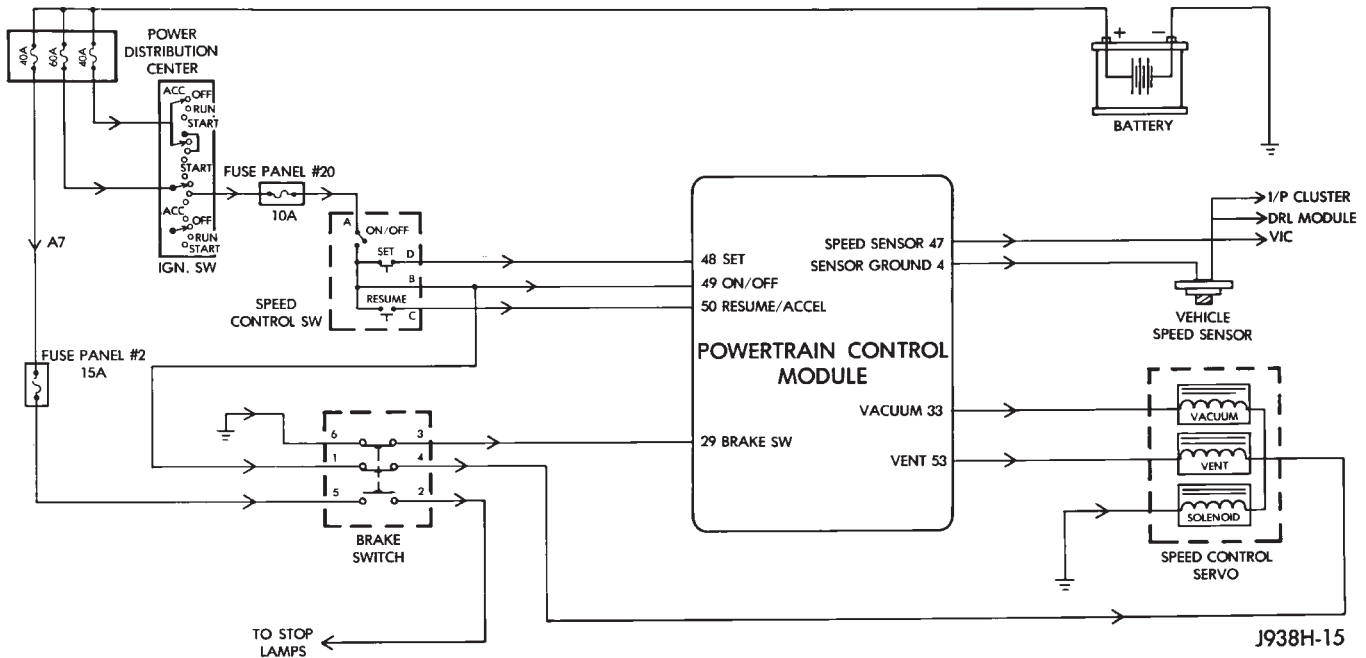 40A
60A
40A
POWER
DISTRIBUTION
CENTER
ACC
OFF
RUN
START
START
ACC
OFF
RUN
START
IGN. SW
A7
FUSE PANEL #20
10A
A
ON/OFF
SET
D
B
RESUME
C
SPEED
CONTROL SW
FUSE PANEL #2
15A
6
3
1
4
5
2
BRAKE
SWITCH
TO STOP
LAMPS
48 SET
49 ON/OFF
50 RESUME/ACCEL
SPEED SENSOR 47
SENSOR GROUND 4
POWERTRAIN CONTROL
MODULE
VACUUM 33
29 BRAKE SW
VENT 53
+
−
BATTERY
I/P CLUSTER
DRL MODULE
VIC
VEHICLE
SPEED SENSOR
VACUUM
VENT
SOLENOID
SPEED CONTROL
SERVO
J938H-15